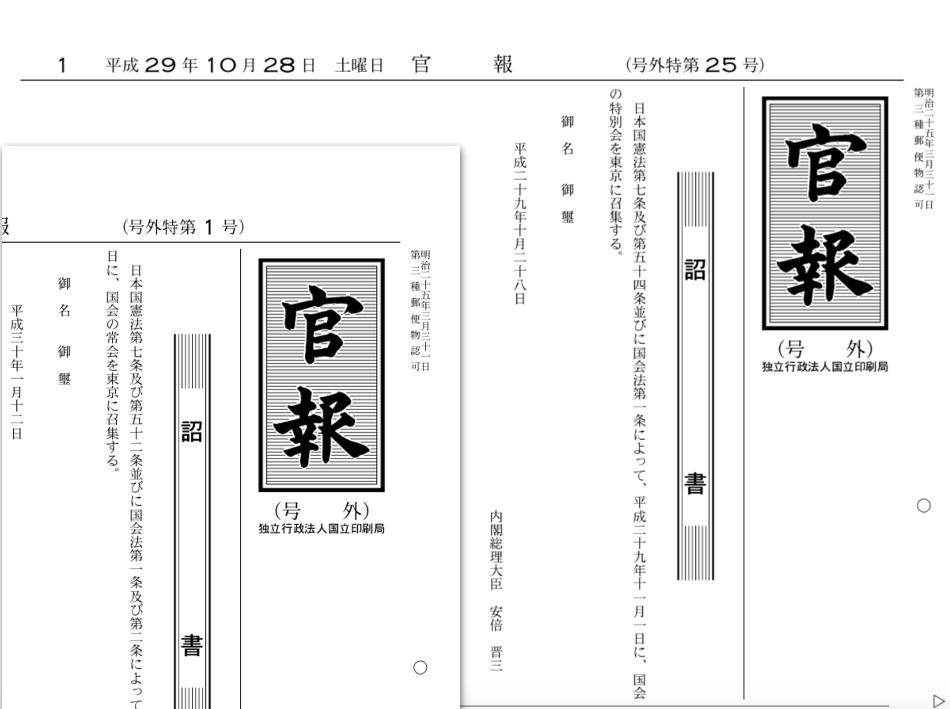 1 平成 29 年 10 月 28 日 土曜日 官 報 (号外特第 25 号)
明治二十五年三月三十一日
第三種郵便物認可
官報
(号 外)
独立行政法人国立印刷局
詔 書
日本国憲法第七条及び第五十四条並びに国会法第一条によって、平成二十九年十一月一日に、国会
の特別会を東京に召集する。
御 名 御 璽
平成二十九年十月二十八日
内閣総理大臣 安倍 晋三
報 (号外特第 1 号)
明治二十五年三月三十一日
第三種郵便物認可
官報
(号 外)
独立行政法人国立印刷局
詔 書
日本国憲法第七条及び第五十二条並びに国会法第一条及び第二条によって
日に、国会の常会を東京に召集する。
御 名 御 璽
平成三十年一月十二日